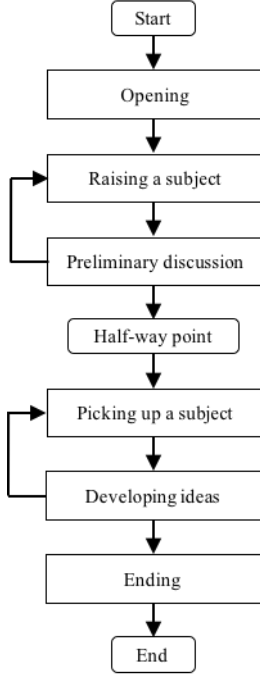 Start
Opening
Raising a subject
Preliminary discussion
Half-way point
Picking up a subject
Developing ideas
Ending
End